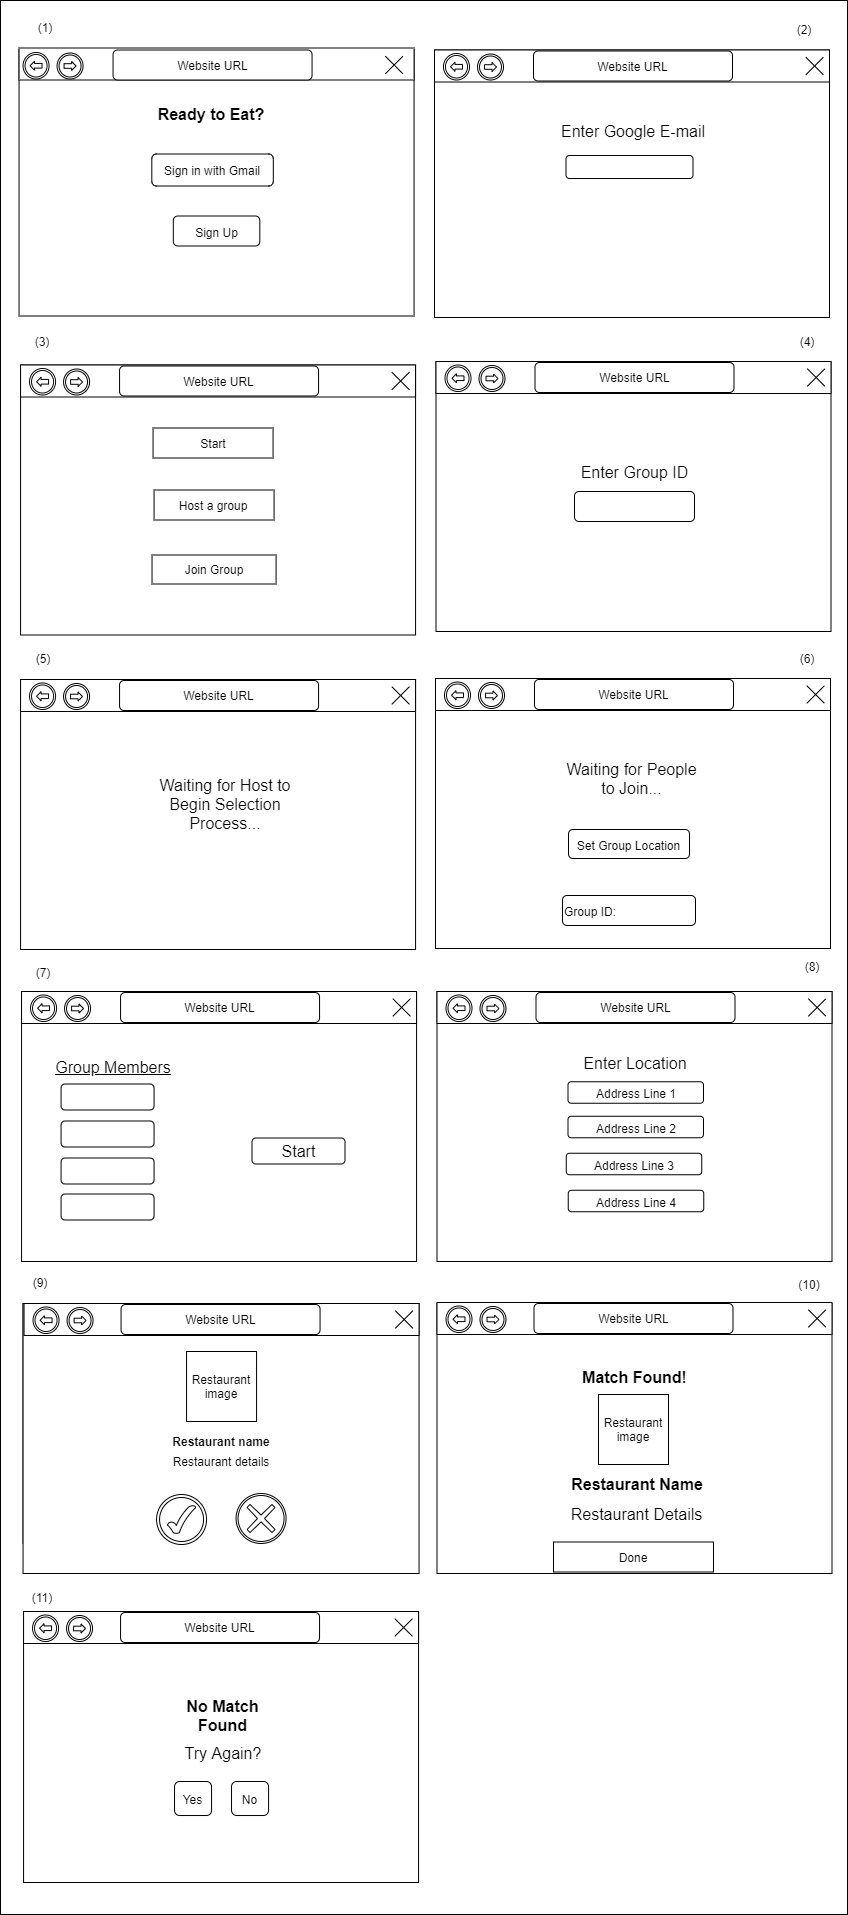 (1)
Website URL
Ready to Eat?
Sign in with Gmail
Sign Up
(2)
Website URL
Enter Google E-mail
(3)
Website URL
Start
Host a group
Join Group
(4)
Website URL
Enter Group ID
(5)
Website URL
Waiting for Host to
Begin Selection
Process...
(6)
Website URL
Waiting for People
to Join...
Set Group Location
Group ID:
(7)
Website URL
Group Members
Start
(8)
Website URL
Enter Location
Address Line 1
Address Line 2
Address Line 3
Address Line 4
(9)
Website URL
Restaurant
image
Restaurant name
Restaurant details
(10)
Website URL
Match Found!
Restaurant
image
Restaurant Name
Restaurant Details
Done
(11)
Website URL
No Match
Found
Try Again?
Yes
No